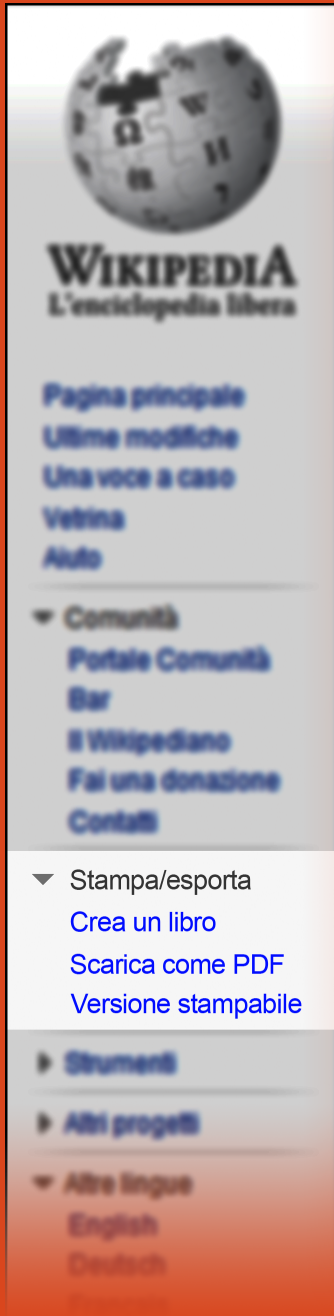 WIKIPEDIA
L'enciclopedia libera
Pagina principale
Ultime modifiche
Una voce a caso
Vetrina
Aiuto
Comunità
Portale Comunità
Bar
Il Wikipediano
Fai una donazione
Contatti
Stampa/esporta
Crea un libro
Scarica come PDF
Versione stampabile
Strumenti
Altri progetti
Altre lingue
English
Deutsch
Français